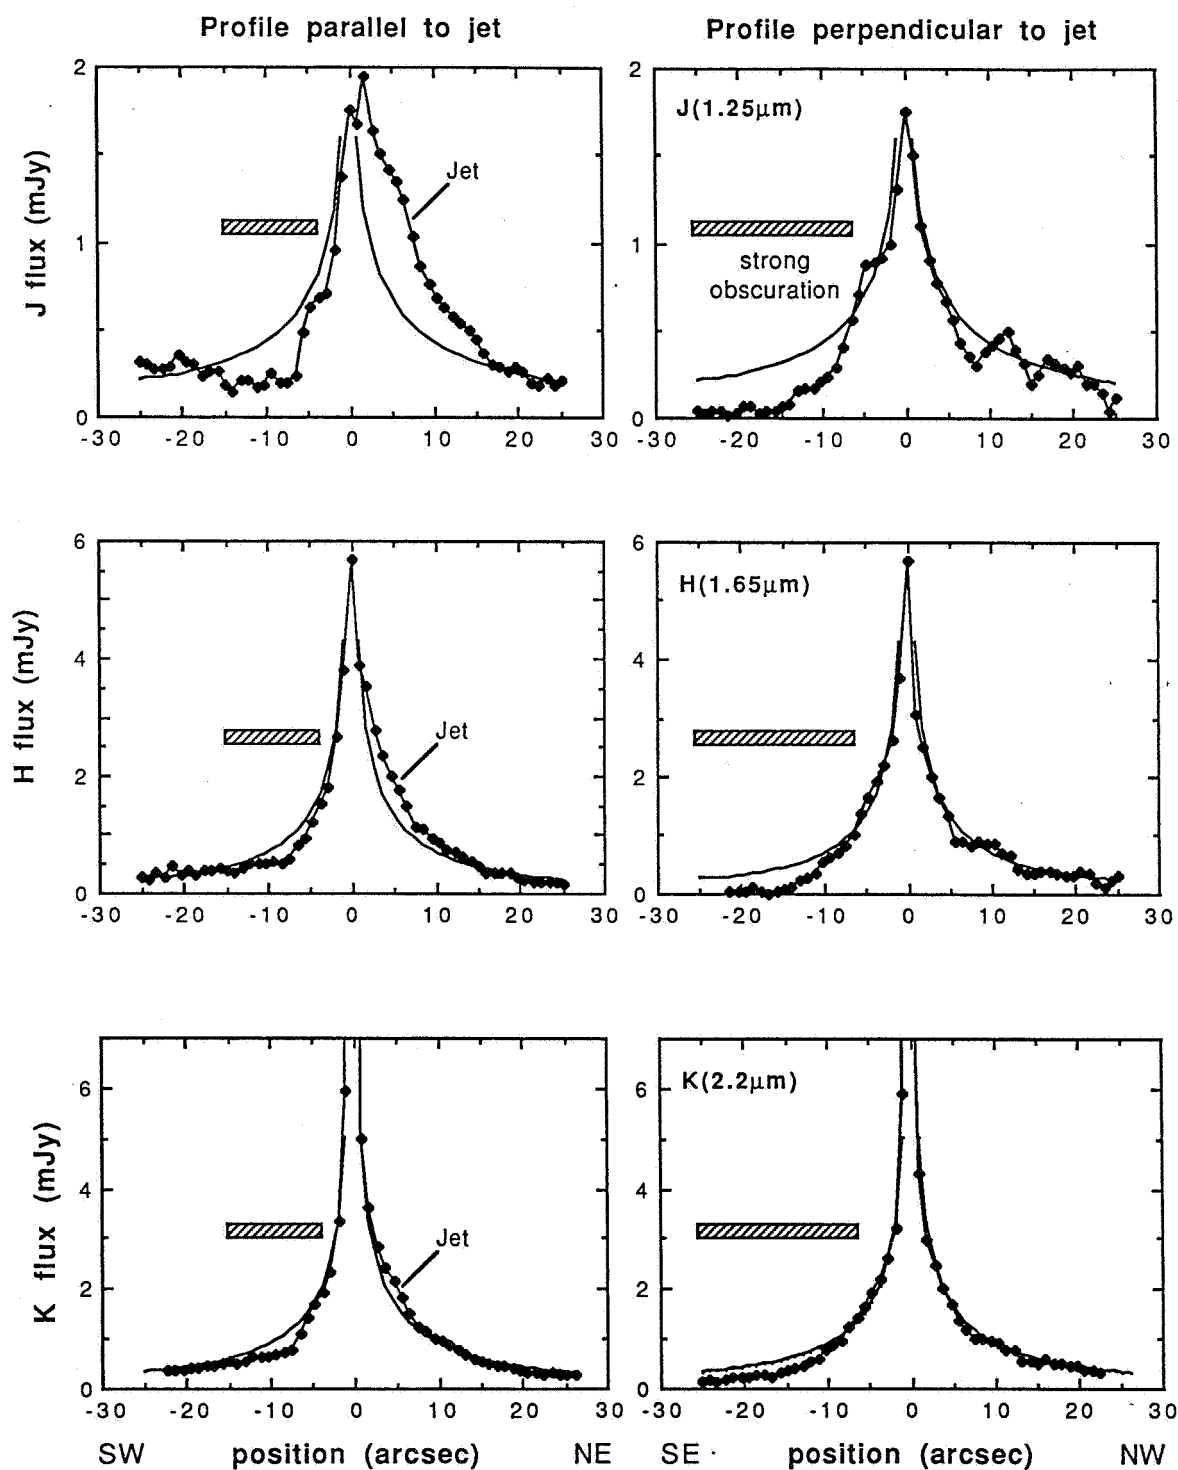 Profile parallel to jet
Profile perpendicular to jet
2
1
0
J flux (mJy)
Jet
-30 -20 -10 0 10 20 30
2
1
0
J(1.25μm)
strong
obscuration
-30 -20 -10 0 10 20 30
6
4
2
0
H flux (mJy)
Jet
-30 -20 -10 0 10 20 30
6
4
2
0
H(1.65μm)
-30 -20 -10 0 10 20 30
6
4
2
0
K flux (mJy)
Jet
-30 -20 -10 0 10 20 30
SW position (arcsec) NE
6
4
2
0
K(2.2μm)
-30 -20 -10 0 10 20 30
SE position (arcsec) NW